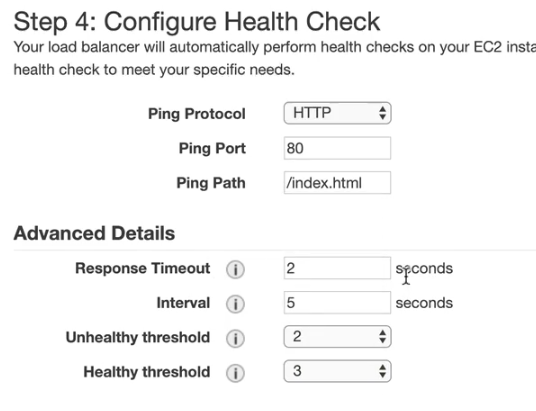 Step 4: Configure Health Check
Your load balancer will automatically perform health checks on your EC2 insta
health check to meet your specific needs.
Ping Protocol HTTP
Ping Port 80
Ping Path /index.html
Advanced Details
Response Timeout i 2 seconds
Interval i 5 seconds
Unhealthy threshold i 2
Healthy threshold i 3